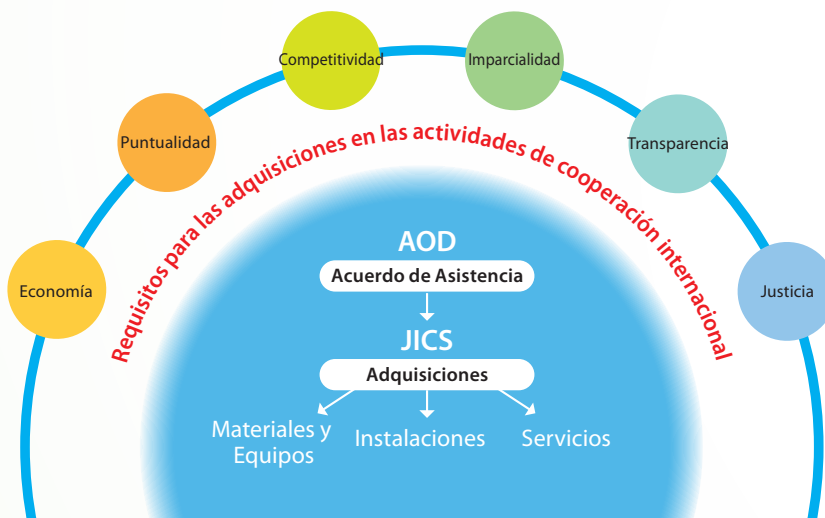 Competitividad
Imparcialidad
Puntualidad
Transparencia
Economía
Justicia
Requisitos para las adquisiciones en las actividades de cooperación internacional
AOD
Acuerdo de Asistencia
JICS
Adquisiciones
Materiales y
Equipos
Instalaciones
Servicios